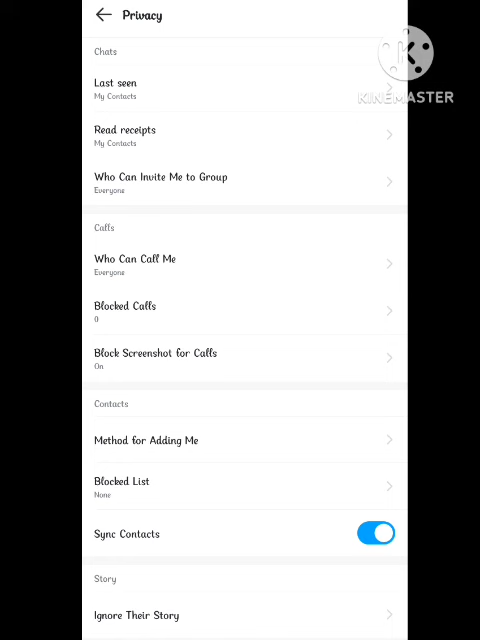 Privacy
Chats
Last seen
My Contacts
KINEMASTER
Read receipts
My Contacts
Who Can Invite Me to Group
Everyone
Calls
Who Can Call Me
Everyone
Blocked Calls
0
Block Screenshot for Calls
On
Contacts
Method for Adding Me
Blocked List
None
Sync Contacts
Story
Ignore Their Story